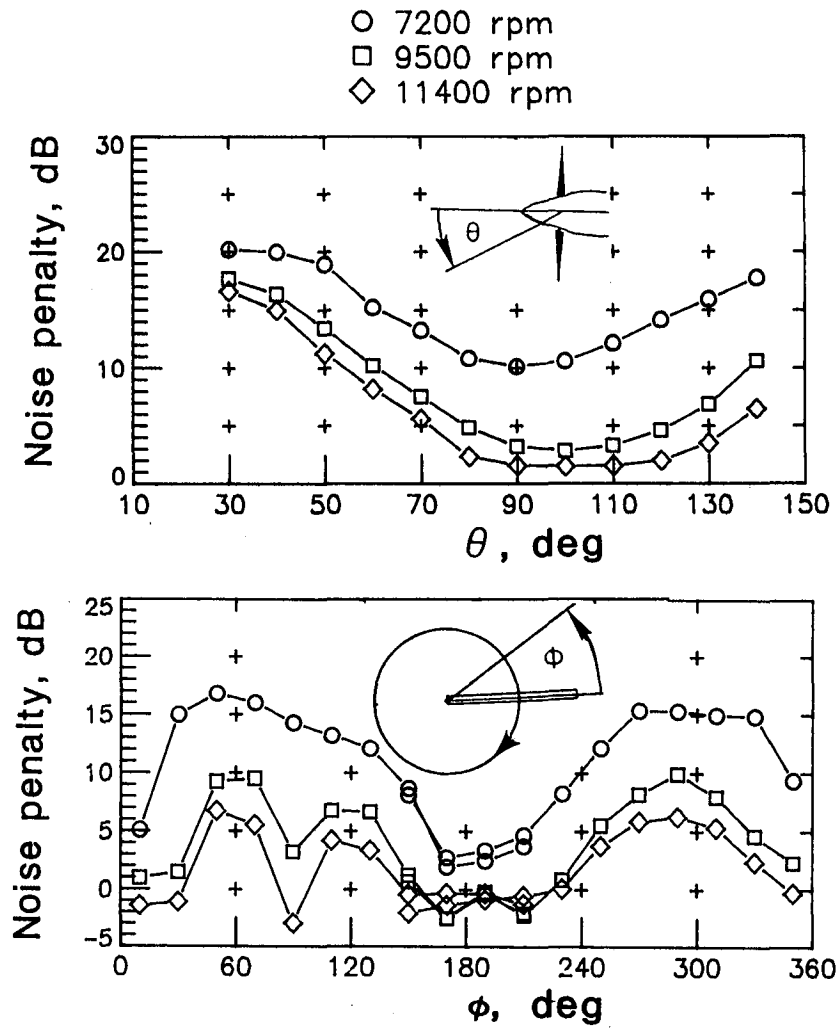 7200 rpm
9500 rpm
11400 rpm
Noise penalty, dB
30
20
10
0
θ
10 30 50 70 90 110 130 150
θ, deg
Noise penalty, dB
25
20
15
10
5
0
-5
Φ
0 60 120 180 240 300 360
ϕ, deg